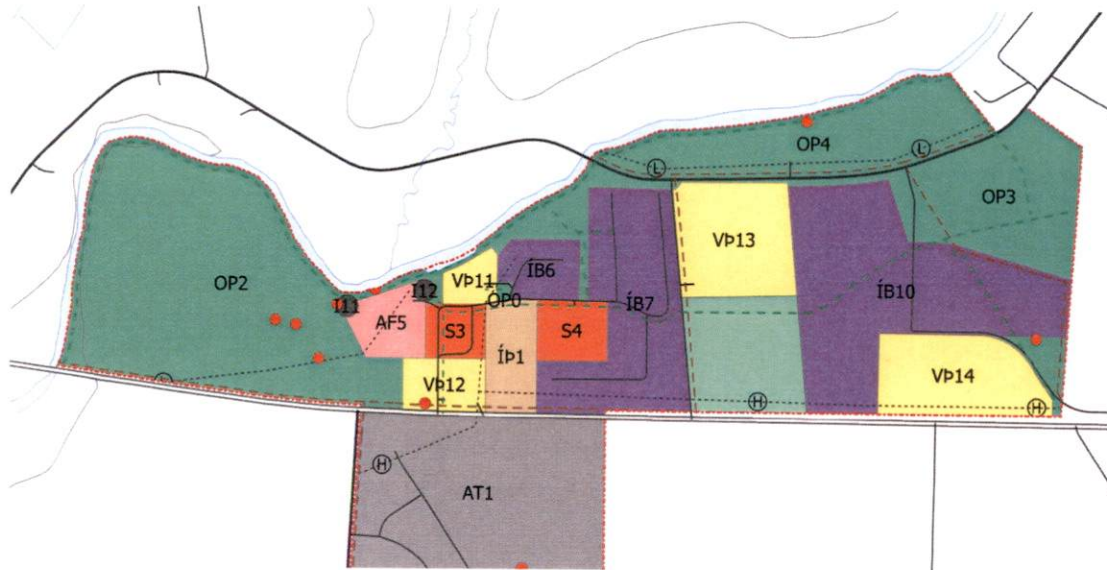 L
OP4
L
OP3
VÞ13
ÍB6
VÞ11
OP2
I12
ÍB7
ÍB10
OP0
I11
AF5
S3
S4
ÍÞ1
VÞ12
VÞ14
H
H
H
AT1